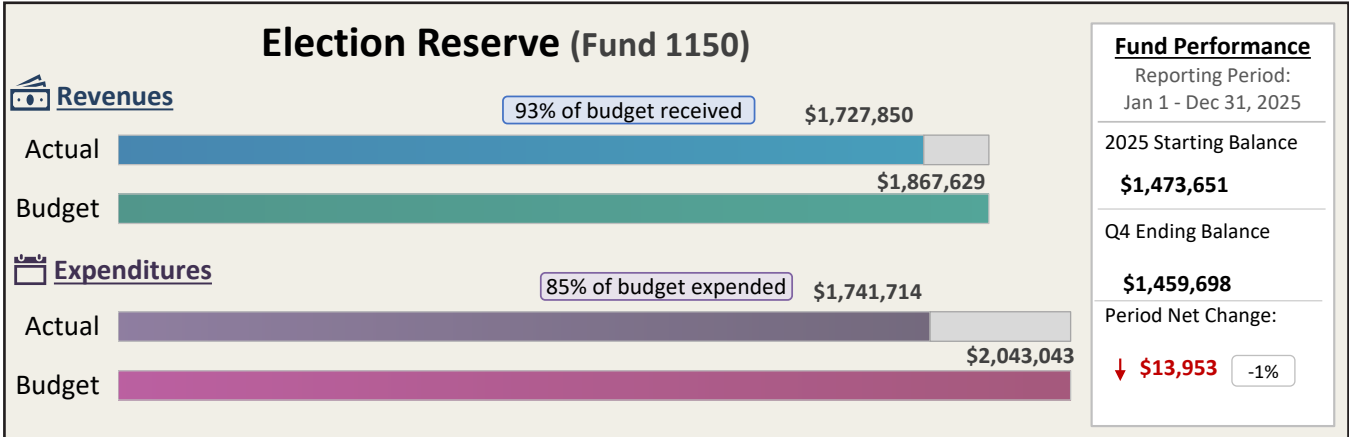 Election Reserve (Fund 1150)
Revenues
93% of budget received
$1,727,850
Actual
$1,867,629
Budget
Expenditures
85% of budget expended
$1,741,714
Actual
$2,043,043
Budget
Fund Performance
Reporting Period:
Jan 1 - Dec 31, 2025
2025 Starting Balance
$1,473,651
Q4 Ending Balance
$1,459,698
Period Net Change:
$13,953
-1%